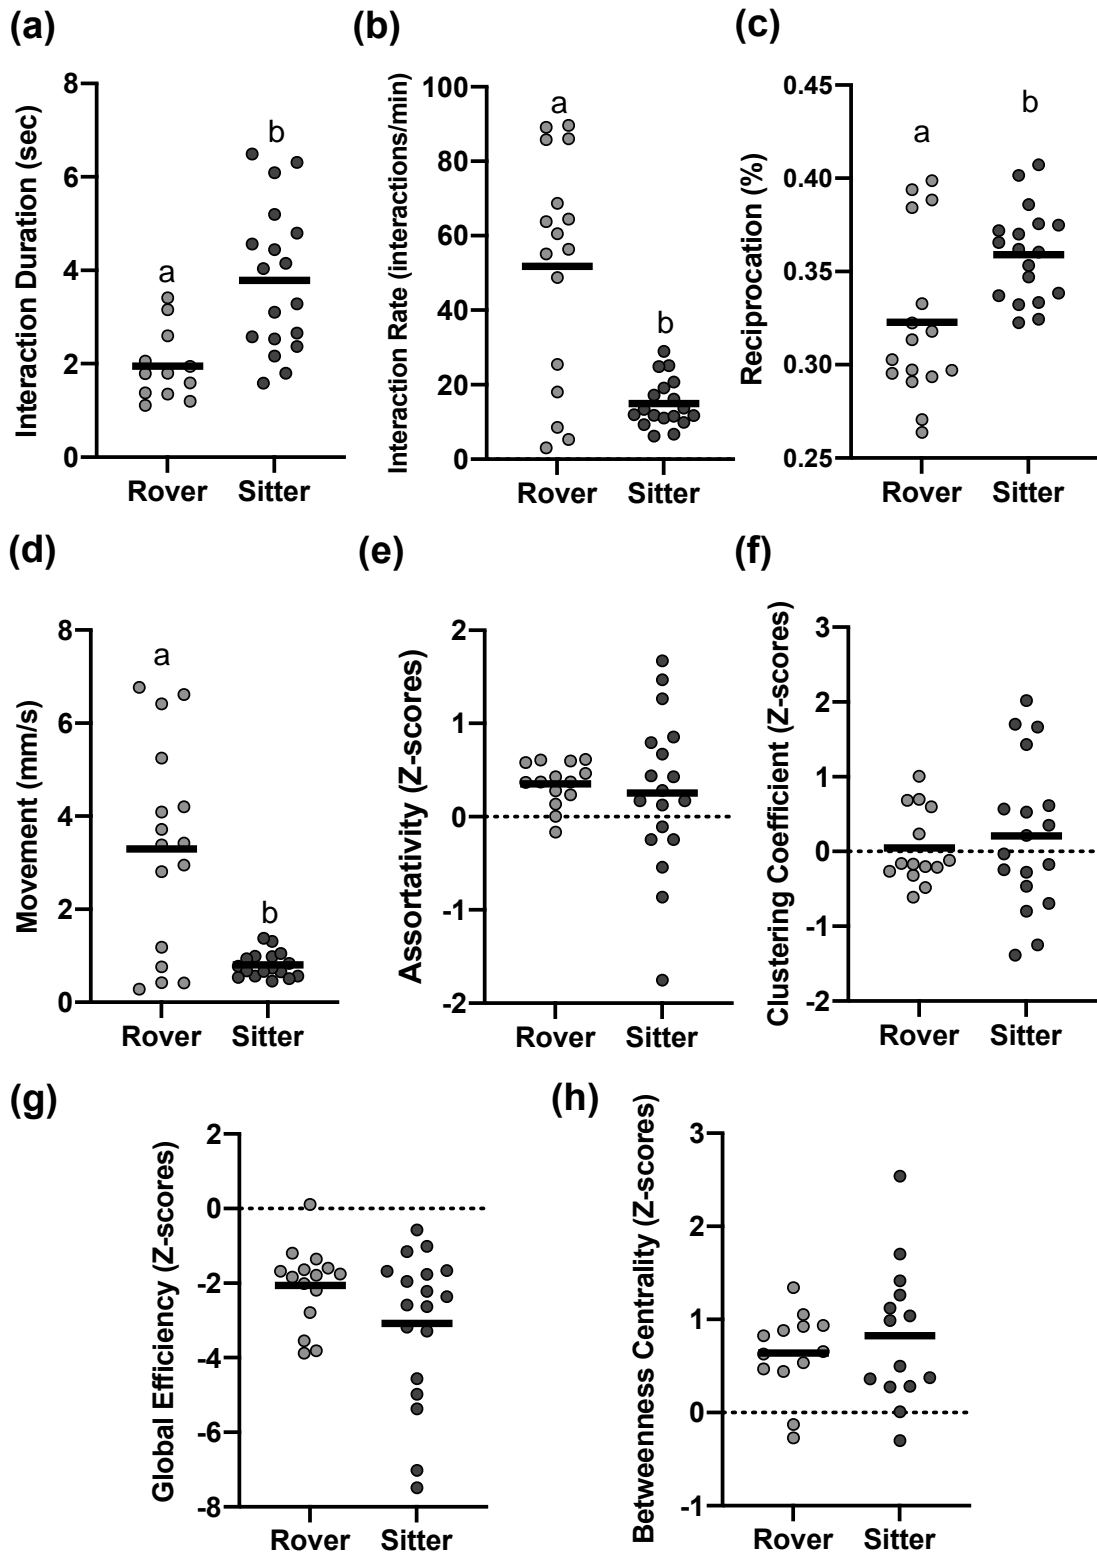 (a)
Interaction Duration (sec)
8
6
4
2
0
a
b
Rover
Sitter
(b)
Interaction Rate (interactions/min)
100
80
60
40
20
0
a
b
Rover
Sitter
(c)
Reciprocation (%)
0.45
0.40
0.35
0.30
0.25
a
b
Rover
Sitter
(d)
Movement (mm/s)
8
6
4
2
0
a
b
Rover
Sitter
(e)
Assortativity (Z-scores)
2
1
0
-1
-2
Rover
Sitter
(f)
Clustering Coefficient (Z-scores)
3
2
1
0
-1
-2
Rover
Sitter
(g)
Global Efficiency (Z-scores)
2
0
-2
-4
-6
-8
Rover
Sitter
(h)
Betweenness Centrality (Z-scores)
3
2
1
0
-1
Rover
Sitter